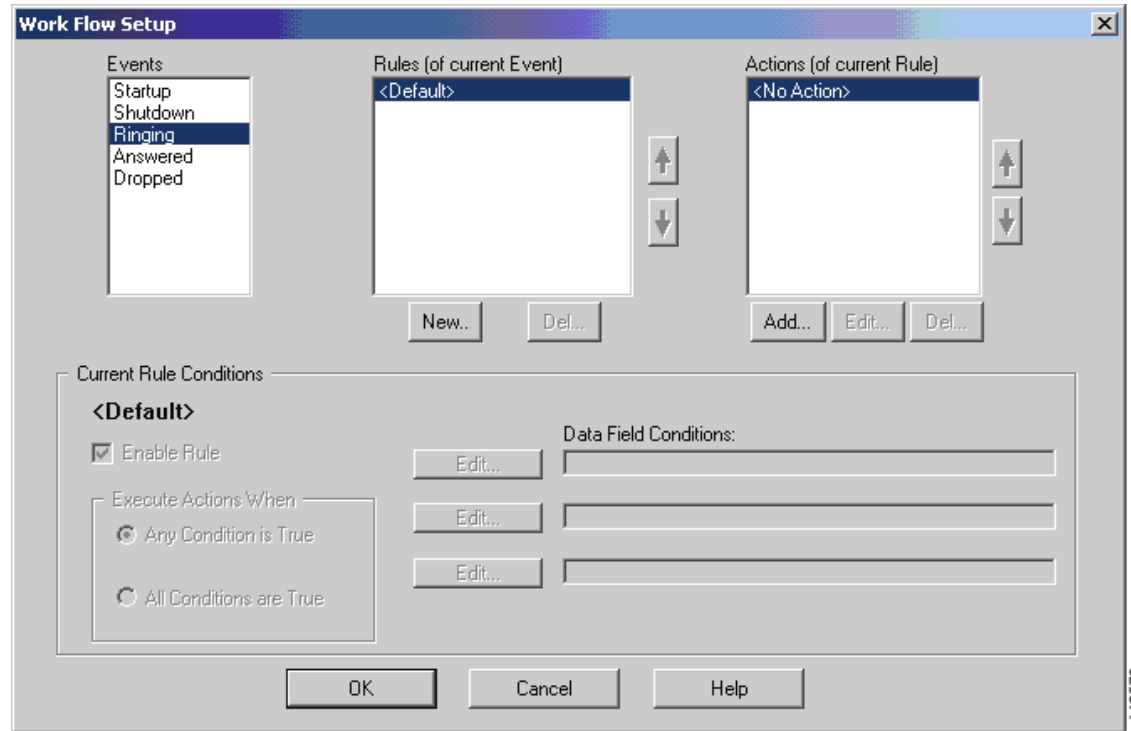 Work Flow Setup
Events
Startup
Shutdown
Ringing
Answered
Dropped
Rules (of current Event)
<Default>
New..
Del...
Actions (of current Rule)
<No Action>
Add...
Edit...
Del...
Current Rule Conditions
<Default>
Enable Rule
Execute Actions When
Any Condition is True
All Conditions are True
Data Field Conditions:
Edit...
Edit...
Edit...
OK
Cancel
Help